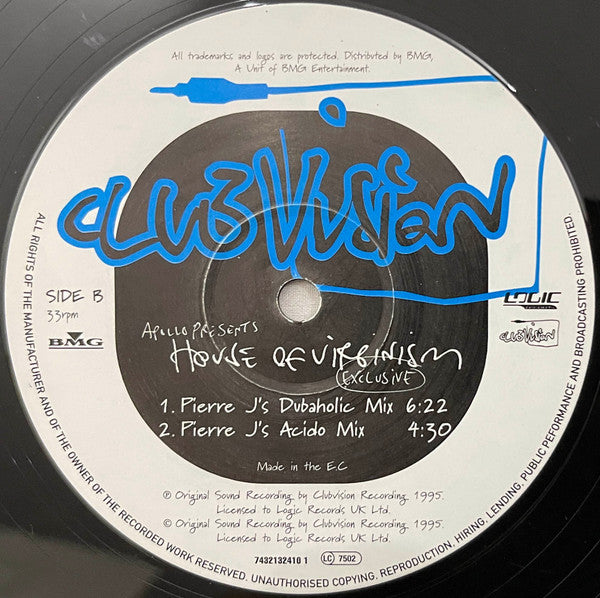 All trademarks and logos are protected. Distributed by BMG,
A Unit of BMG Entertainment.
CLUBVISION
SIDE B
33rpm
BMG
LOGIC
RECORDS
CLUBVISION
APOLLO PRESENTS
HOUSE OF VIRGINISM
EXCLUSIVE
1. Pierre J's Dubaholic Mix 6:22
2. Pierre J's Acido Mix 4:30
Made in the E.C
℗ Original Sound Recording by Clubvision Recording 1995.
Licensed to Logic Records UK Ltd.
© Original Sound Recording by Clubvision Recording 1995.
Licensed to Logic Records UK Ltd.
7432132410 1
LC 7502
ALL RIGHTS OF THE MANUFACTURER AND OF THE OWNER OF THE RECORDED WORK RESERVED. UNAUTHORISED COPYING, REPRODUCTION, HIRING, LENDING, PUBLIC PEFORMANCE AND BROADCASTING PROHIBITED.